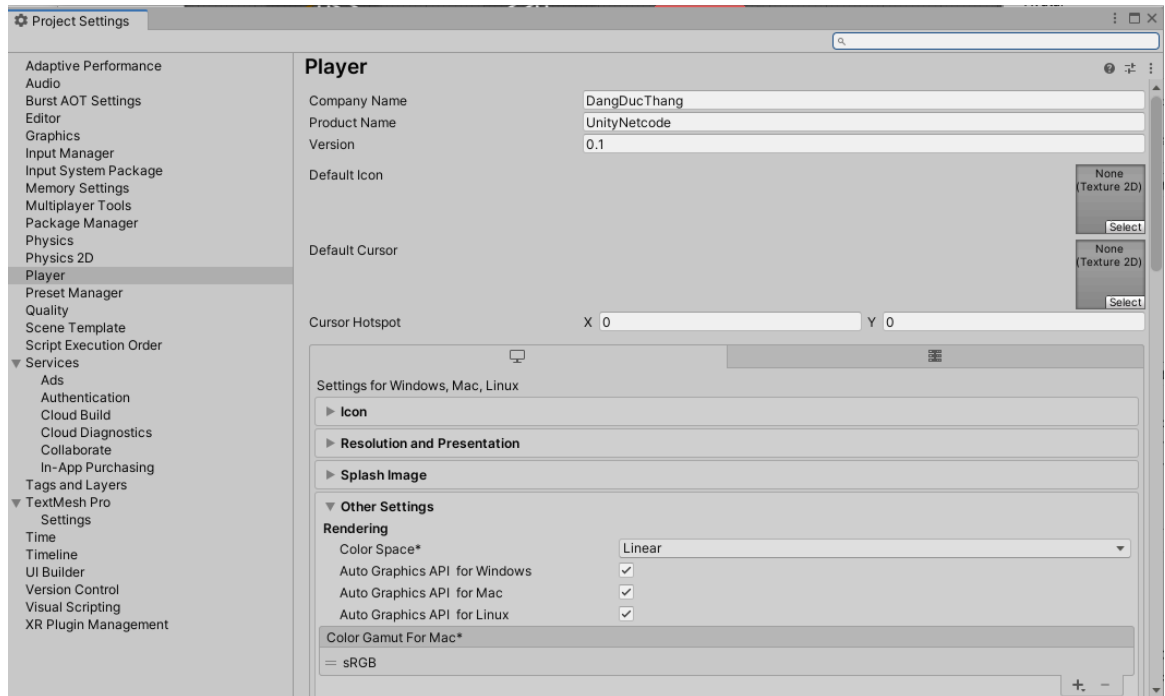 Project Settings
Adaptive Performance
Audio
Burst AOT Settings
Editor
Graphics
Input Manager
Input System Package
Memory Settings
Multiplayer Tools
Package Manager
Physics
Physics 2D
Player
Preset Manager
Quality
Scene Template
Script Execution Order
Services
Ads
Authentication
Cloud Build
Cloud Diagnostics
Collaborate
In-App Purchasing
Tags and Layers
TextMesh Pro
Settings
Time
Timeline
UI Builder
Version Control
Visual Scripting
XR Plugin Management
Player
Company Name DangDucThang
Product Name UnityNetcode
Version 0.1
Default Icon
None
(Texture 2D)
Select
Default Cursor
None
(Texture 2D)
Select
Cursor Hotspot X 0 Y 0
Settings for Windows, Mac, Linux
Icon
Resolution and Presentation
Splash Image
Other Settings
Rendering
Color Space* Linear
Auto Graphics API for Windows
Auto Graphics API for Mac
Auto Graphics API for Linux
Color Gamut For Mac*
sRGB